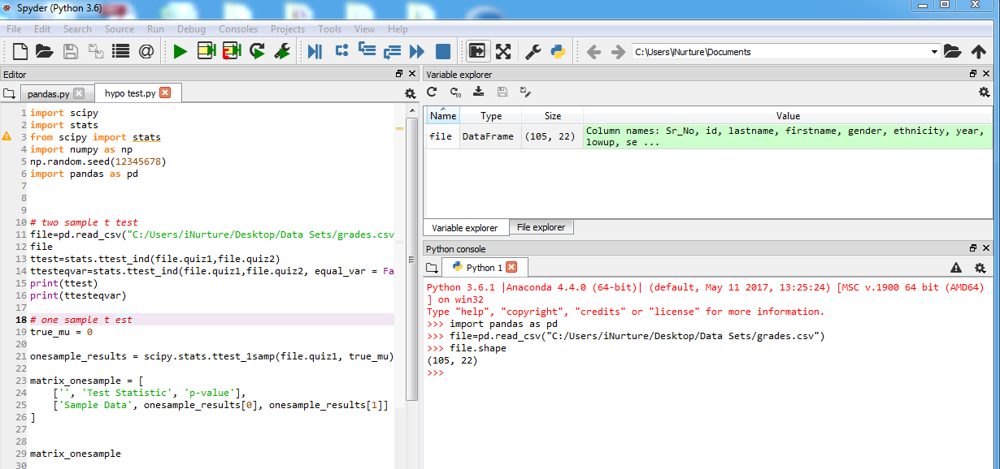 Spyder (Python 3.6)
File Edit Search Source Run Debug Consoles Projects Tools View Help
C:\Users\iNurture\Documents
Editor
pandas.py hypo test.py
1 import scipy
2 import stats
3 from scipy import stats
4 import numpy as np
5 np.random.seed(12345678)
6 import pandas as pd
7
8
9
10 # two sample t test
11 file=pd.read_csv("C:/Users/iNurture/Desktop/Data Sets/grades.csv
12 file
13 ttest=stats.ttest_ind(file.quiz1,file.quiz2)
14 ttesteqvar=stats.ttest_ind(file.quiz1,file.quiz2, equal_var = Fa
15 print(ttest)
16 print(ttesteqvar)
17
18 # one sample t est
19 true_mu = 0
20
21 onesample_results = scipy.stats.ttest_1samp(file.quiz1, true_mu)
22
23 matrix_onesample = [
24 ['', 'Test Statistic', 'p-value'],
25 ['Sample Data', onesample_results[0], onesample_results[1]]
26 ]
27
28
29 matrix_onesample
30
Variable explorer
Name Type Size Value
file DataFrame (105, 22) Column names: Sr_No, id, lastname, firstname, gender, ethnicity, year,
lowup, se ...
Variable explorer File explorer
Python console
Python 1
Python 3.6.1 |Anaconda 4.4.0 (64-bit)| (default, May 11 2017, 13:25:24) [MSC v.1900 64 bit (AMD64)
] on win32
Type "help", "copyright", "credits" or "license" for more information.
>>> import pandas as pd
>>> file=pd.read_csv("C:/Users/iNurture/Desktop/Data Sets/grades.csv")
>>> file.shape
(105, 22)
>>>